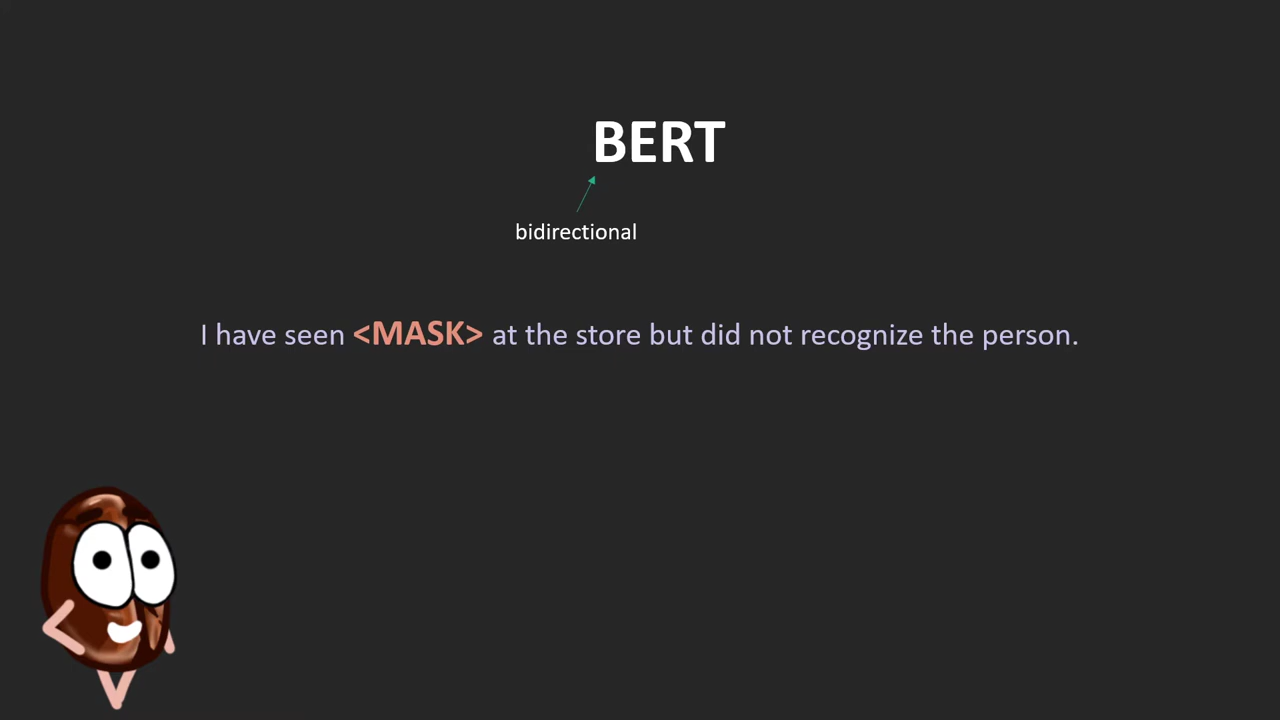 BERT
bidirectional
I have seen <MASK> at the store but did not recognize the person.